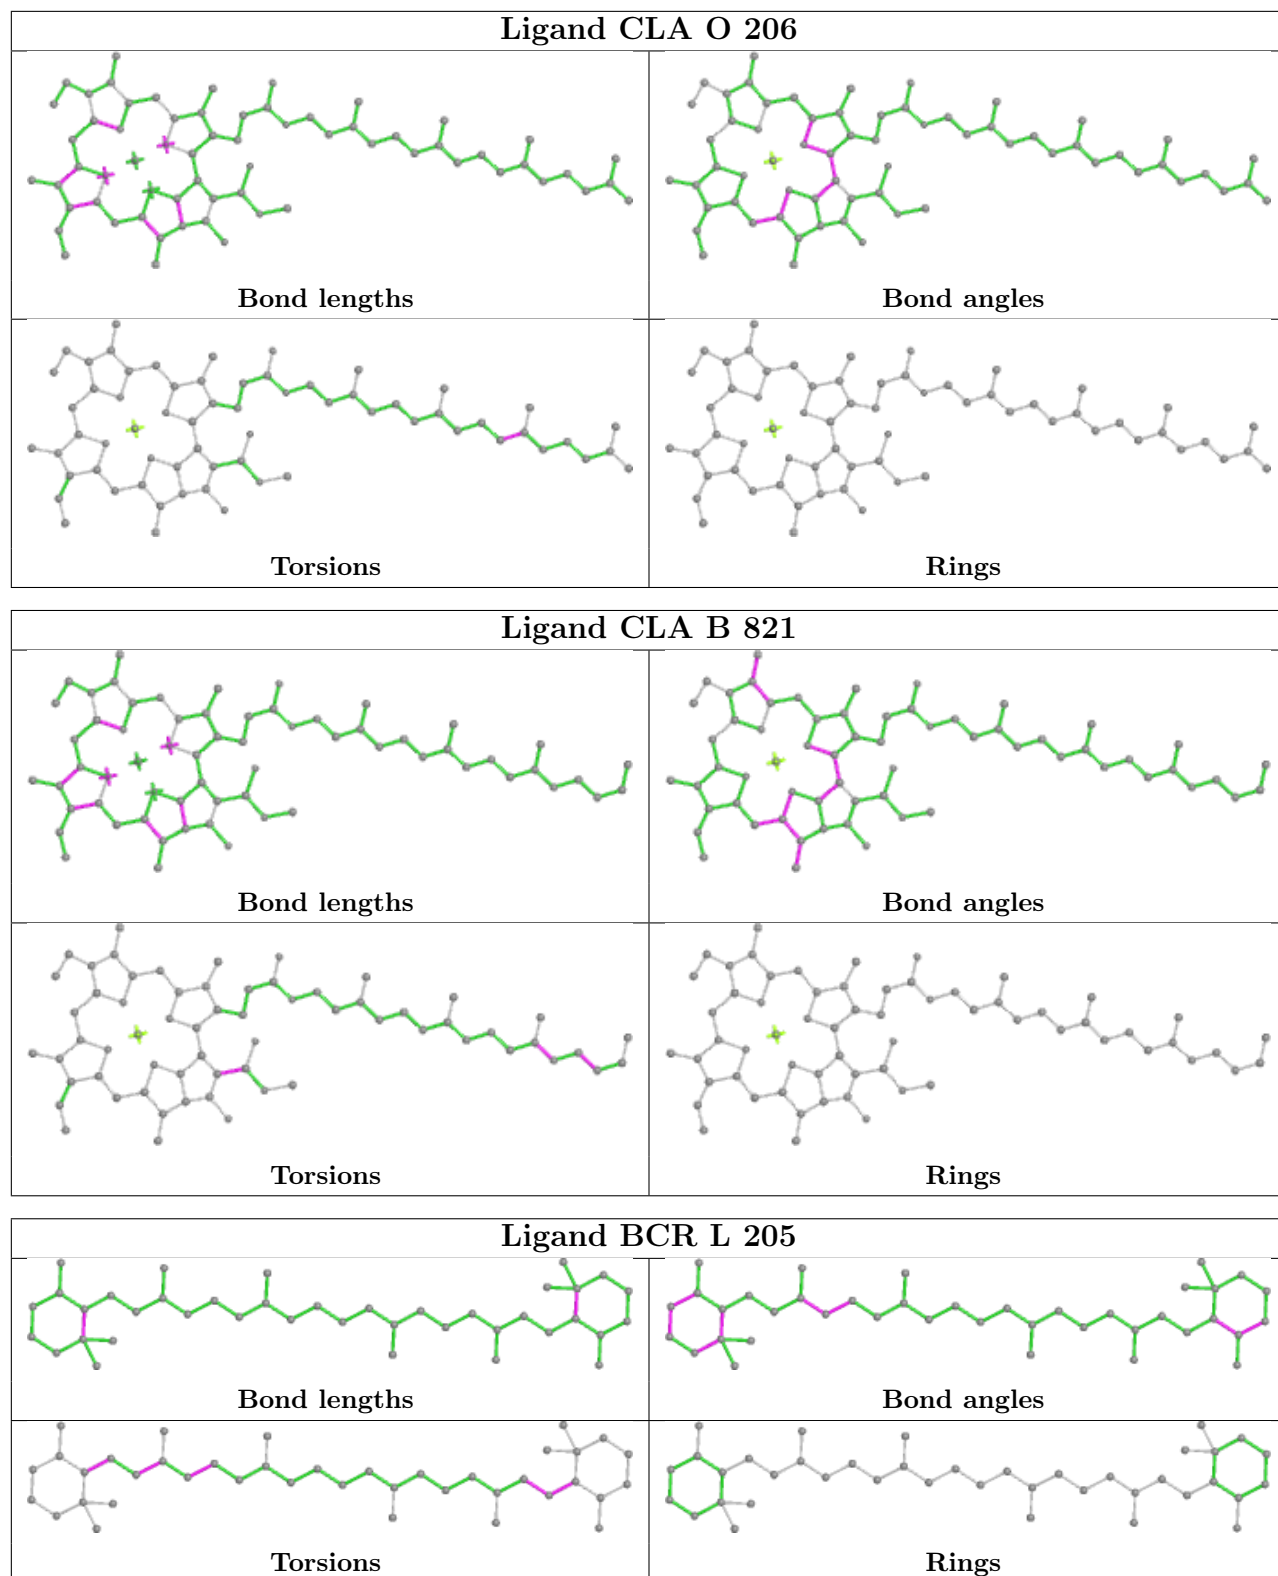 Ligand CLA O 206
Bond lengths
Bond angles
Torsions
Rings
Ligand CLA B 821
Bond lengths
Bond angles
Torsions
Rings
Ligand BCR L 205
Bond lengths
Bond angles
Torsions
Rings